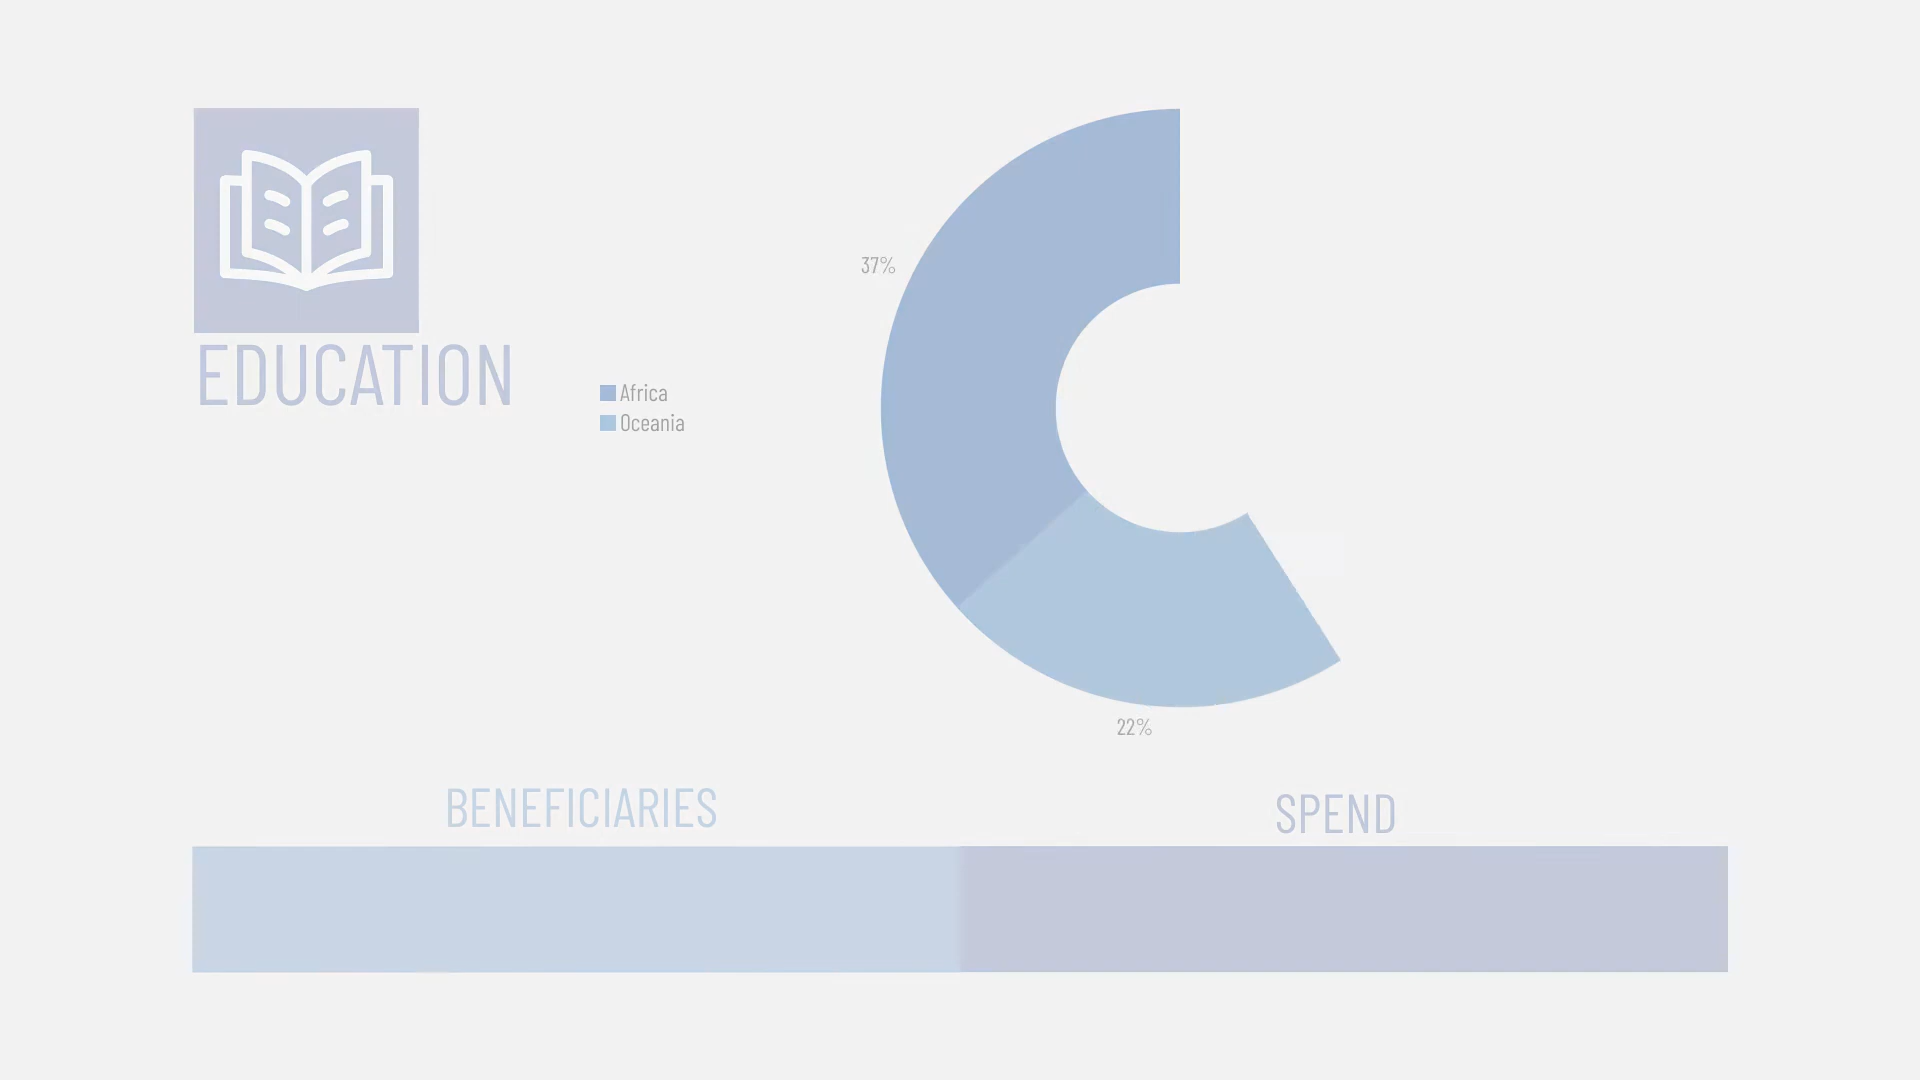 EDUCATION
Africa
Oceania
37%
22%
BENEFICIARIES
SPEND